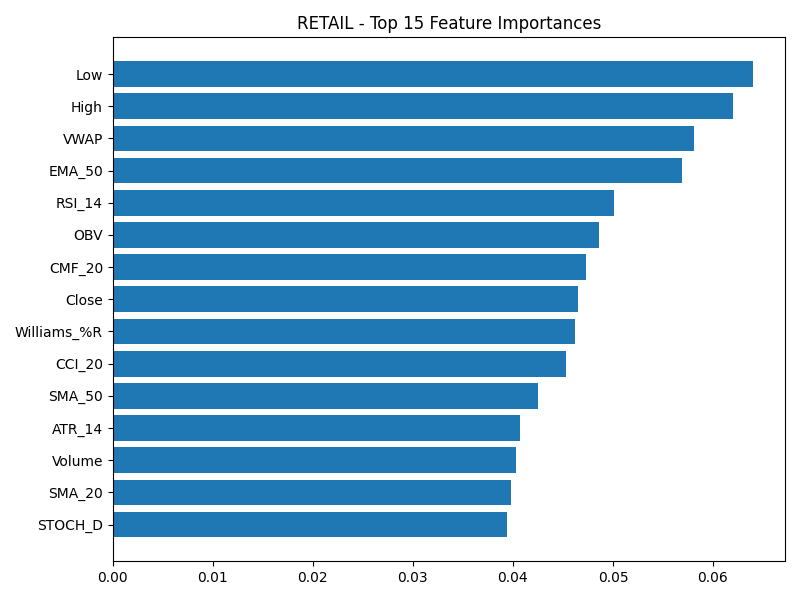 RETAIL - Top 15 Feature Importances
Low
High
VWAP
EMA_50
RSI_14
OBV
CMF_20
Close
Williams_%R
CCI_20
SMA_50
ATR_14
Volume
SMA_20
STOCH_D
0.00 0.01 0.02 0.03 0.04 0.05 0.06